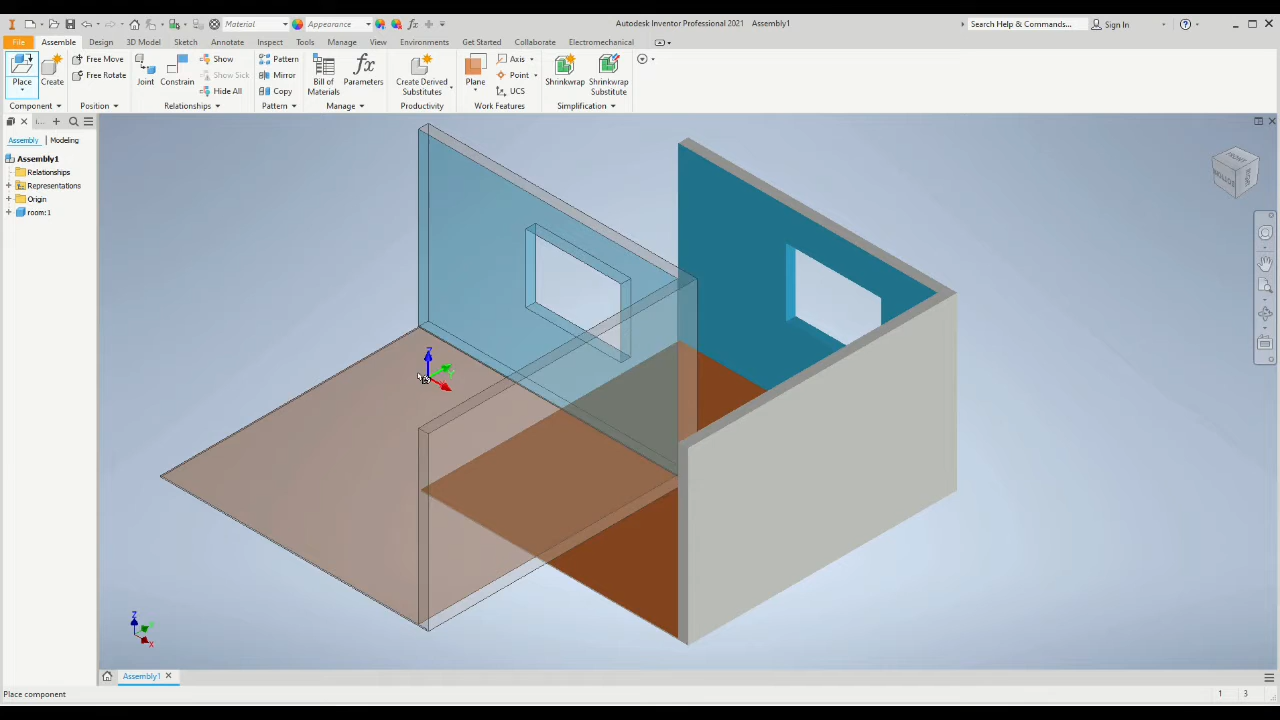 Material
Appearance
Autodesk Inventor Professional 2021 Assembly1
Search Help & Commands...
Sign In
File Assemble Design 3D Model Sketch Annotate Inspect Tools Manage View Environments Get Started Collaborate Electromechanical
Place
Create
Free Move
Free Rotate
Joint
Constrain
Show
Show Sick
Hide All
Pattern
Mirror
Copy
Bill of
Materials
Parameters
Create Derived
Substitutes
Plane
Axis
Point
UCS
Shrinkwrap
Shrinkwrap
Substitute
Component Position Relationships Pattern Manage Productivity Work Features Simplification
Assembly Modeling
Assembly1
Relationships
Representations
Origin
room:1
Z
FRONT
Z
X
Assembly1
Place component
1 3